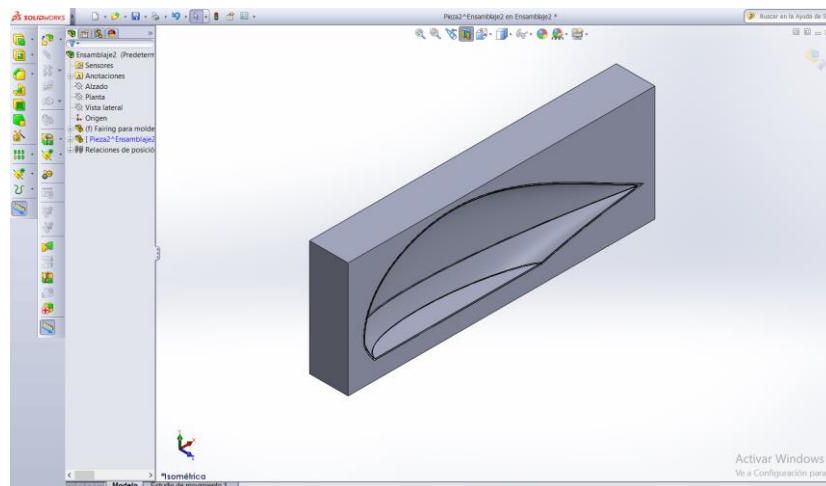 SOLIDWORKS
Pieza2^Ensamblaje2 en Ensamblaje2 *
Buscar en la Ayuda de S
Ensamblaje2 (Predeterm
Sensores
Anotaciones
Alzado
Planta
Vista lateral
Origen
(f) Fairing para molde
[ Pieza2^Ensamblaje2
Relaciones de posició
*Isométrica
Activar Windows
Ve a Configuración para
Modelo
Estudio de movimiento 1